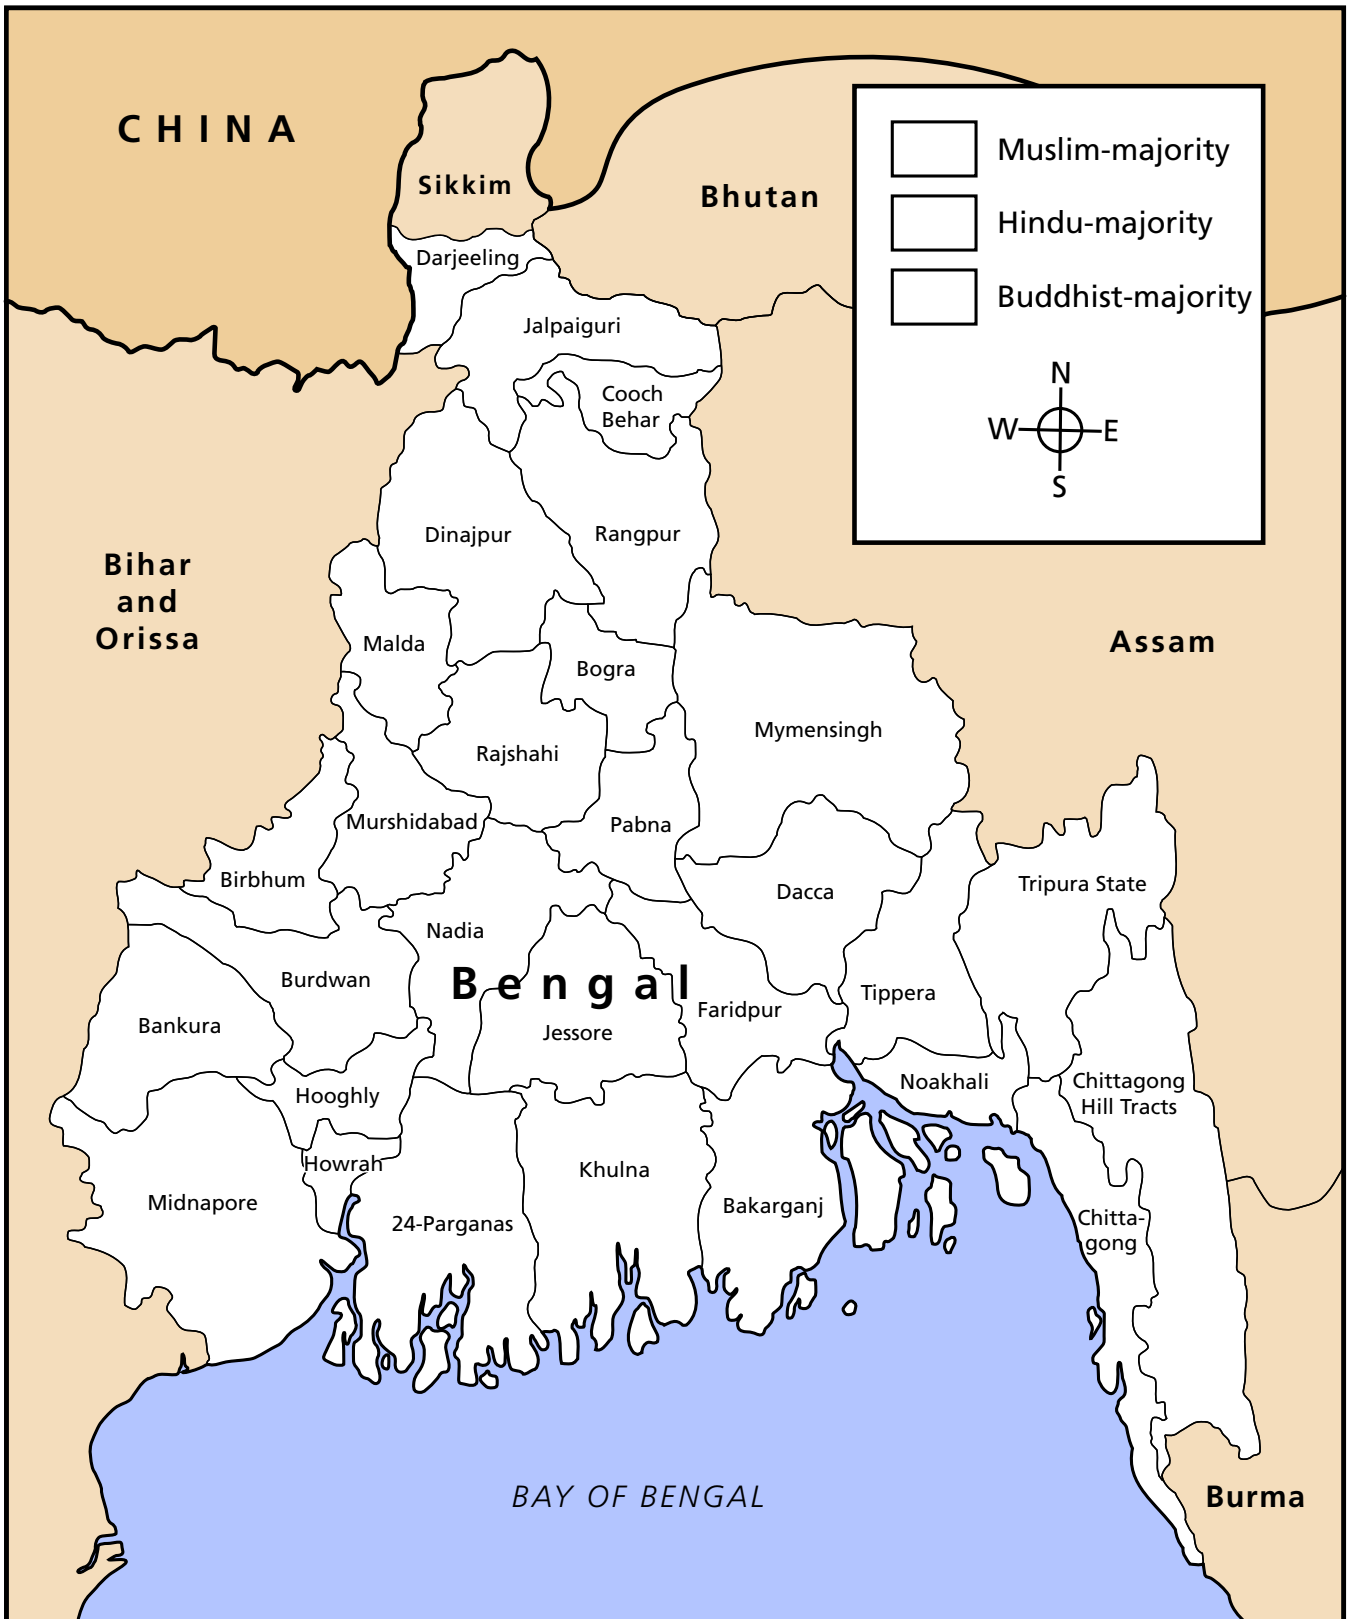 CHINA
Sikkim
Bhutan
Muslim-majority
Hindu-majority
Buddhist-majority
N
W
E
S
Darjeeling
Jalpaiguri
Cooch
Behar
Dinajpur
Rangpur
Bihar
and
Orissa
Malda
Bogra
Assam
Rajshahi
Mymensingh
Murshidabad
Pabna
Birbhum
Dacca
Tripura State
Nadia
Burdwan
Bengal
Tippera
Faridpur
Bankura
Jessore
Noakhali
Chittagong
Hill Tracts
Hooghly
Howrah
Khulna
Midnapore
24-Parganas
Bakarganj
Chitta-
gong
BAY OF BENGAL
Burma